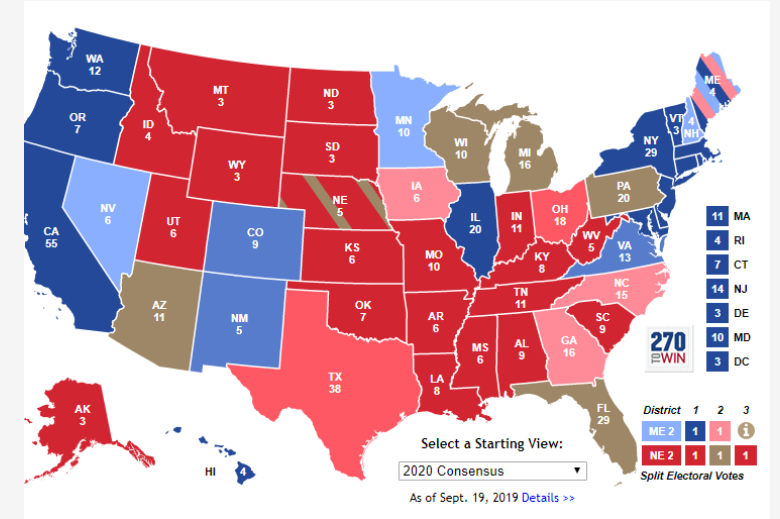 WA
12
OR
7
CA
55
NV
6
ID
4
MT
3
WY
3
UT
6
CO
9
AZ
11
NM
5
ND
3
SD
3
NE
5
KS
6
OK
7
TX
38
MN
10
IA
6
MO
10
AR
6
LA
8
WI
10
IL
20
MI
16
IN
11
OH
18
KY
8
TN
11
MS
6
AL
9
GA
16
FL
29
SC
9
NC
15
VA
13
WV
5
PA
20
NY
29
VT
3
4
NH
ME
4
AK
3
HI
4
11 MA
4 RI
7 CT
14 NJ
3 DE
10 MD
3 DC
270
TO WIN
District 1 2 3
ME 2 1 1 i
NE 2 1 1 1
Split Electoral Votes
Select a Starting View:
2020 Consensus
As of Sept. 19, 2019 Details >>